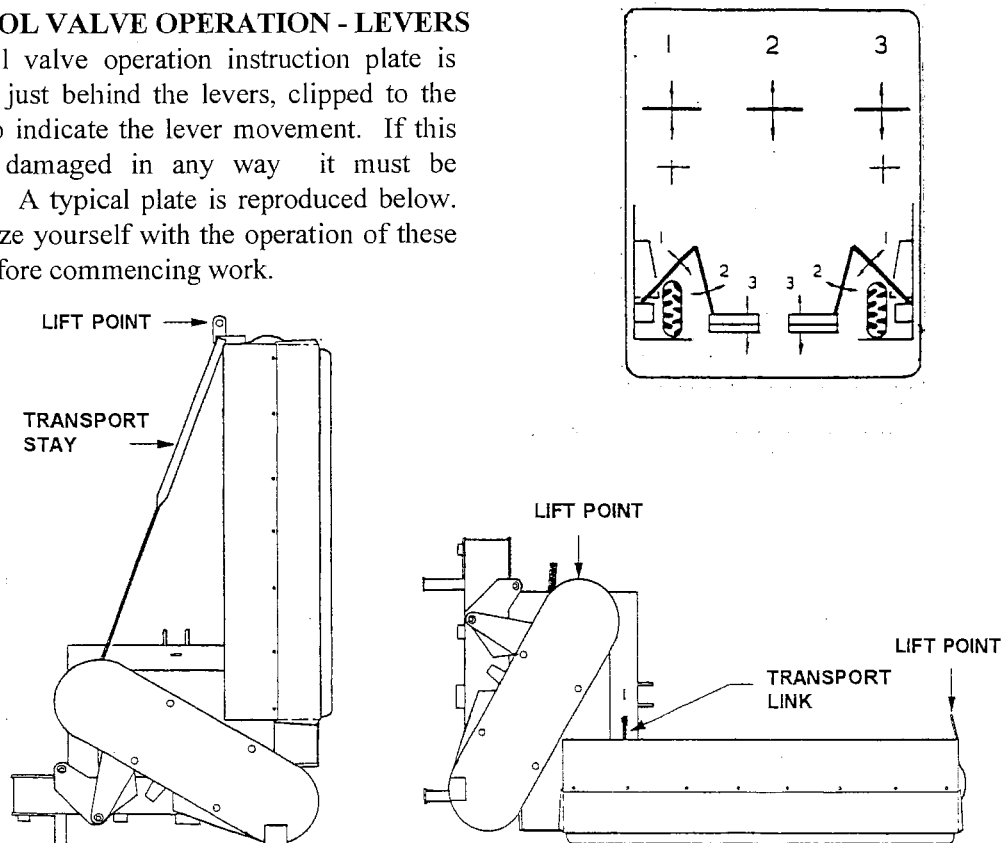 OL VALVE OPERATION - LEVERS
l valve operation instruction plate is
just behind the levers, clipped to the
o indicate the lever movement. If this
damaged in any way it must be
A typical plate is reproduced below.
ze yourself with the operation of these
efore commencing work.
1 2 3
1 1
2 3 3 2
3 3
LIFT POINT
TRANSPORT
STAY
LIFT POINT
LIFT POINT
TRANSPORT
LINK